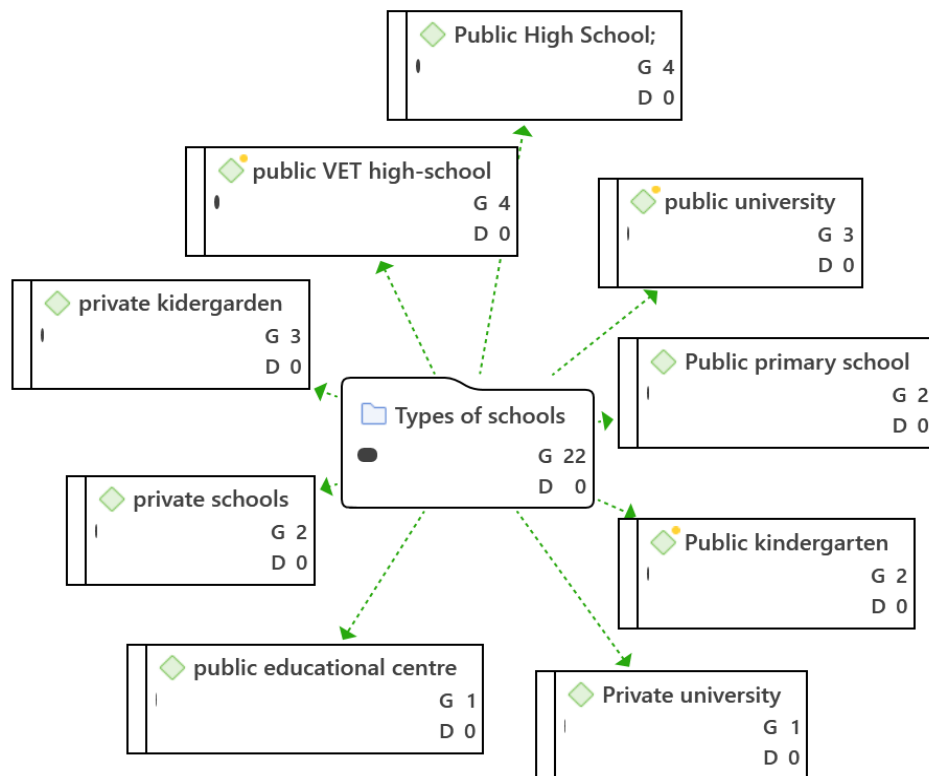 Public High School;
G 4
D 0
public VET high-school
G 4
D 0
public university
G 3
D 0
private kidergarden
G 3
D 0
Public primary school
G 2
D 0
Types of schools
G 22
D 0
private schools
G 2
D 0
Public kindergarten
G 2
D 0
public educational centre
G 1
D 0
Private university
G 1
D 0